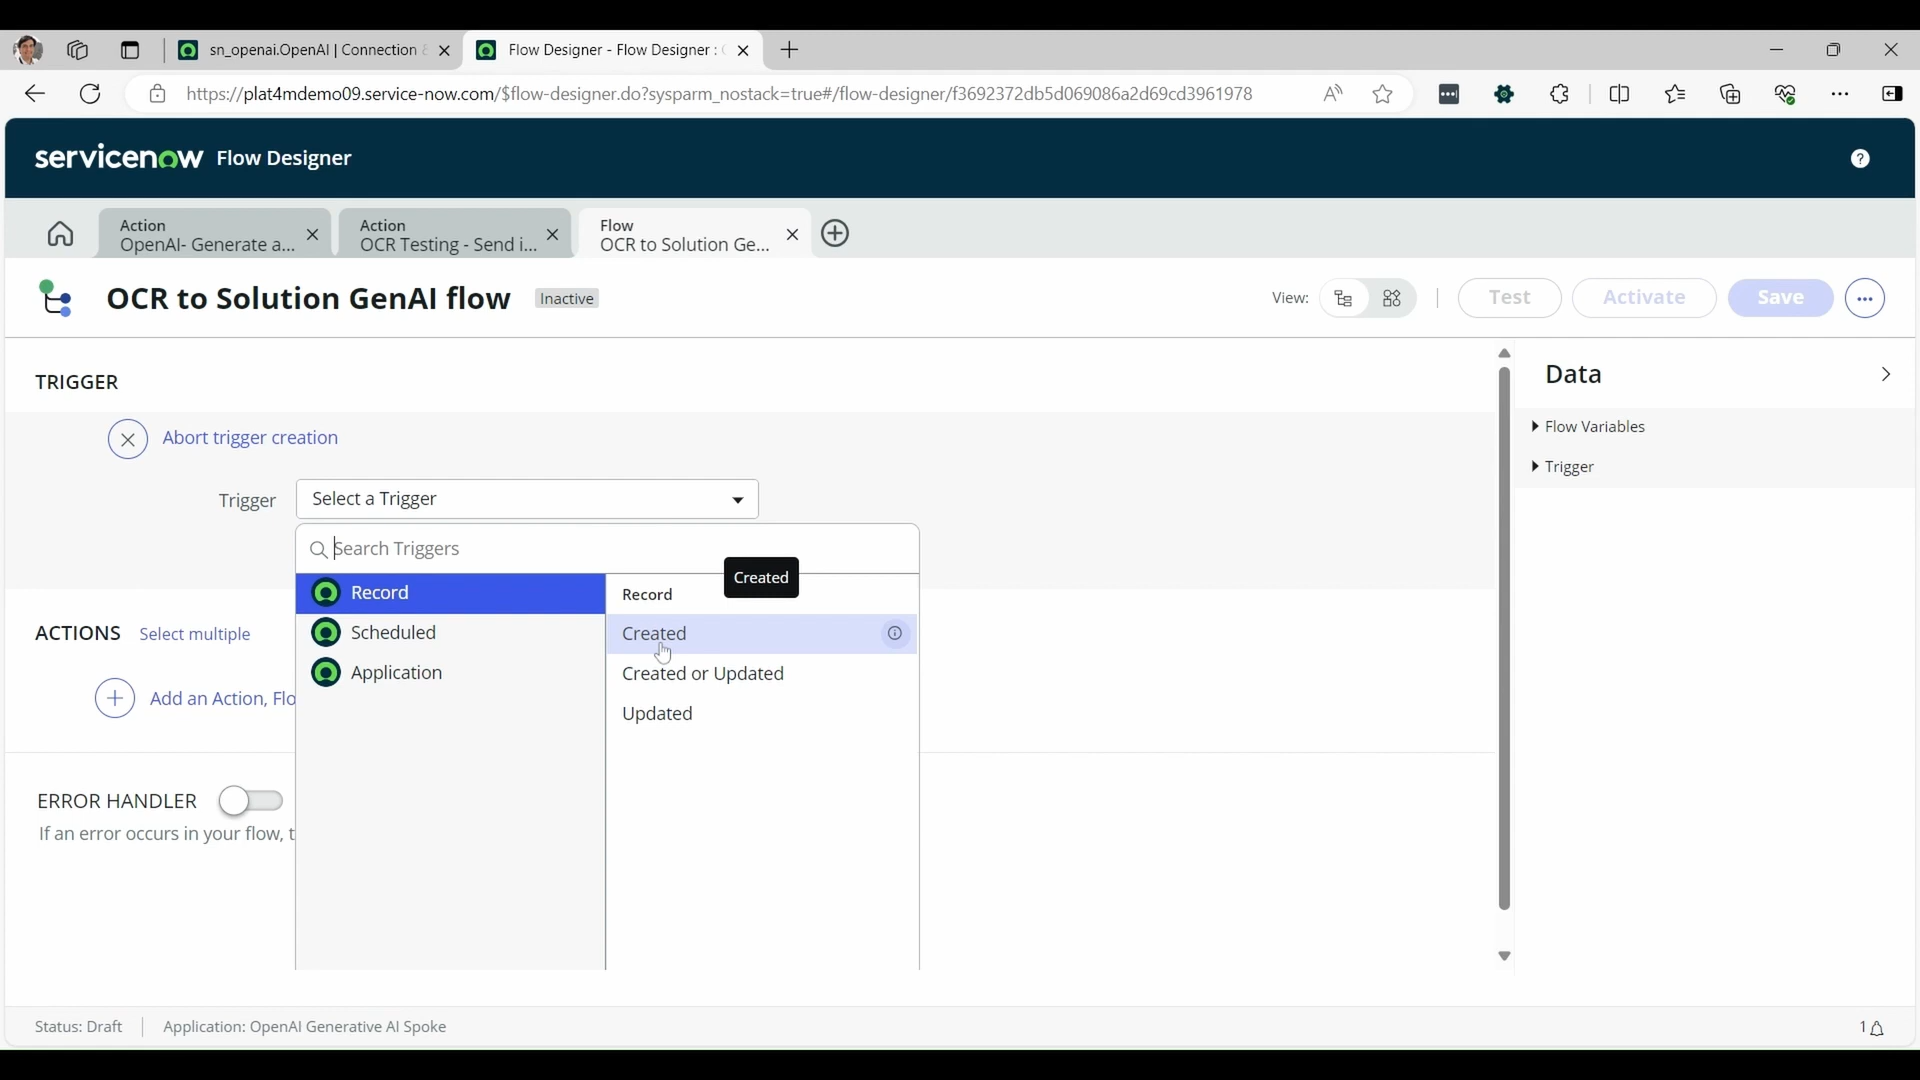 sn_openai.OpenAI | Connection &
Flow Designer - Flow Designer :
https://plat4mdemo09.service-now.com/$flow-designer.do?sysparm_nostack=true#/flow-designer/f3692372db5d069086a2d69cd3961978
servicenow Flow Designer
?
Action
OpenAI- Generate a...
Action
OCR Testing - Send i...
Flow
OCR to Solution Ge...
OCR to Solution GenAI flow
Inactive
View:
Test
Activate
Save
TRIGGER
Data
Abort trigger creation
Flow Variables
Trigger
Trigger
Select a Trigger
Search Triggers
Created
Record
Record
Scheduled
Created
Application
Created or Updated
Updated
ACTIONS Select multiple
Add an Action, Flo
ERROR HANDLER
If an error occurs in your flow, t
Status: Draft
Application: OpenAI Generative AI Spoke
1